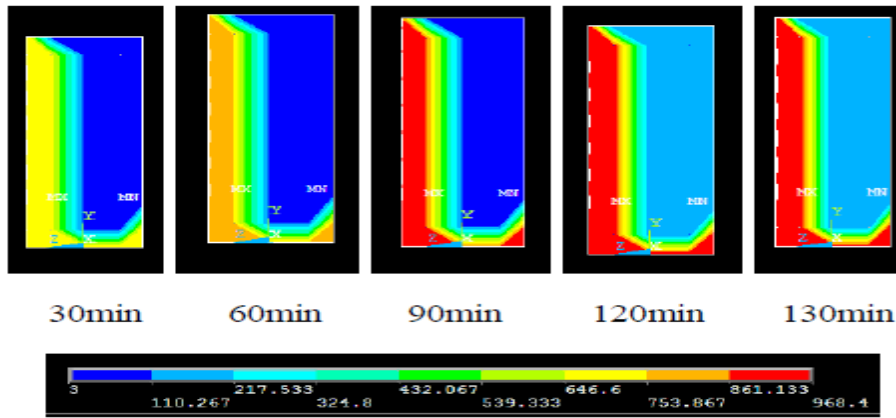 MX MN Y Z X
MX MN Y Z X
MX MN Y Z X
MX MN Y Z X
MX MN Y Z X
30min 60min 90min 120min 130min
3 217.533 432.067 646.6 861.133
110.267 324.8 539.333 753.867 968.4